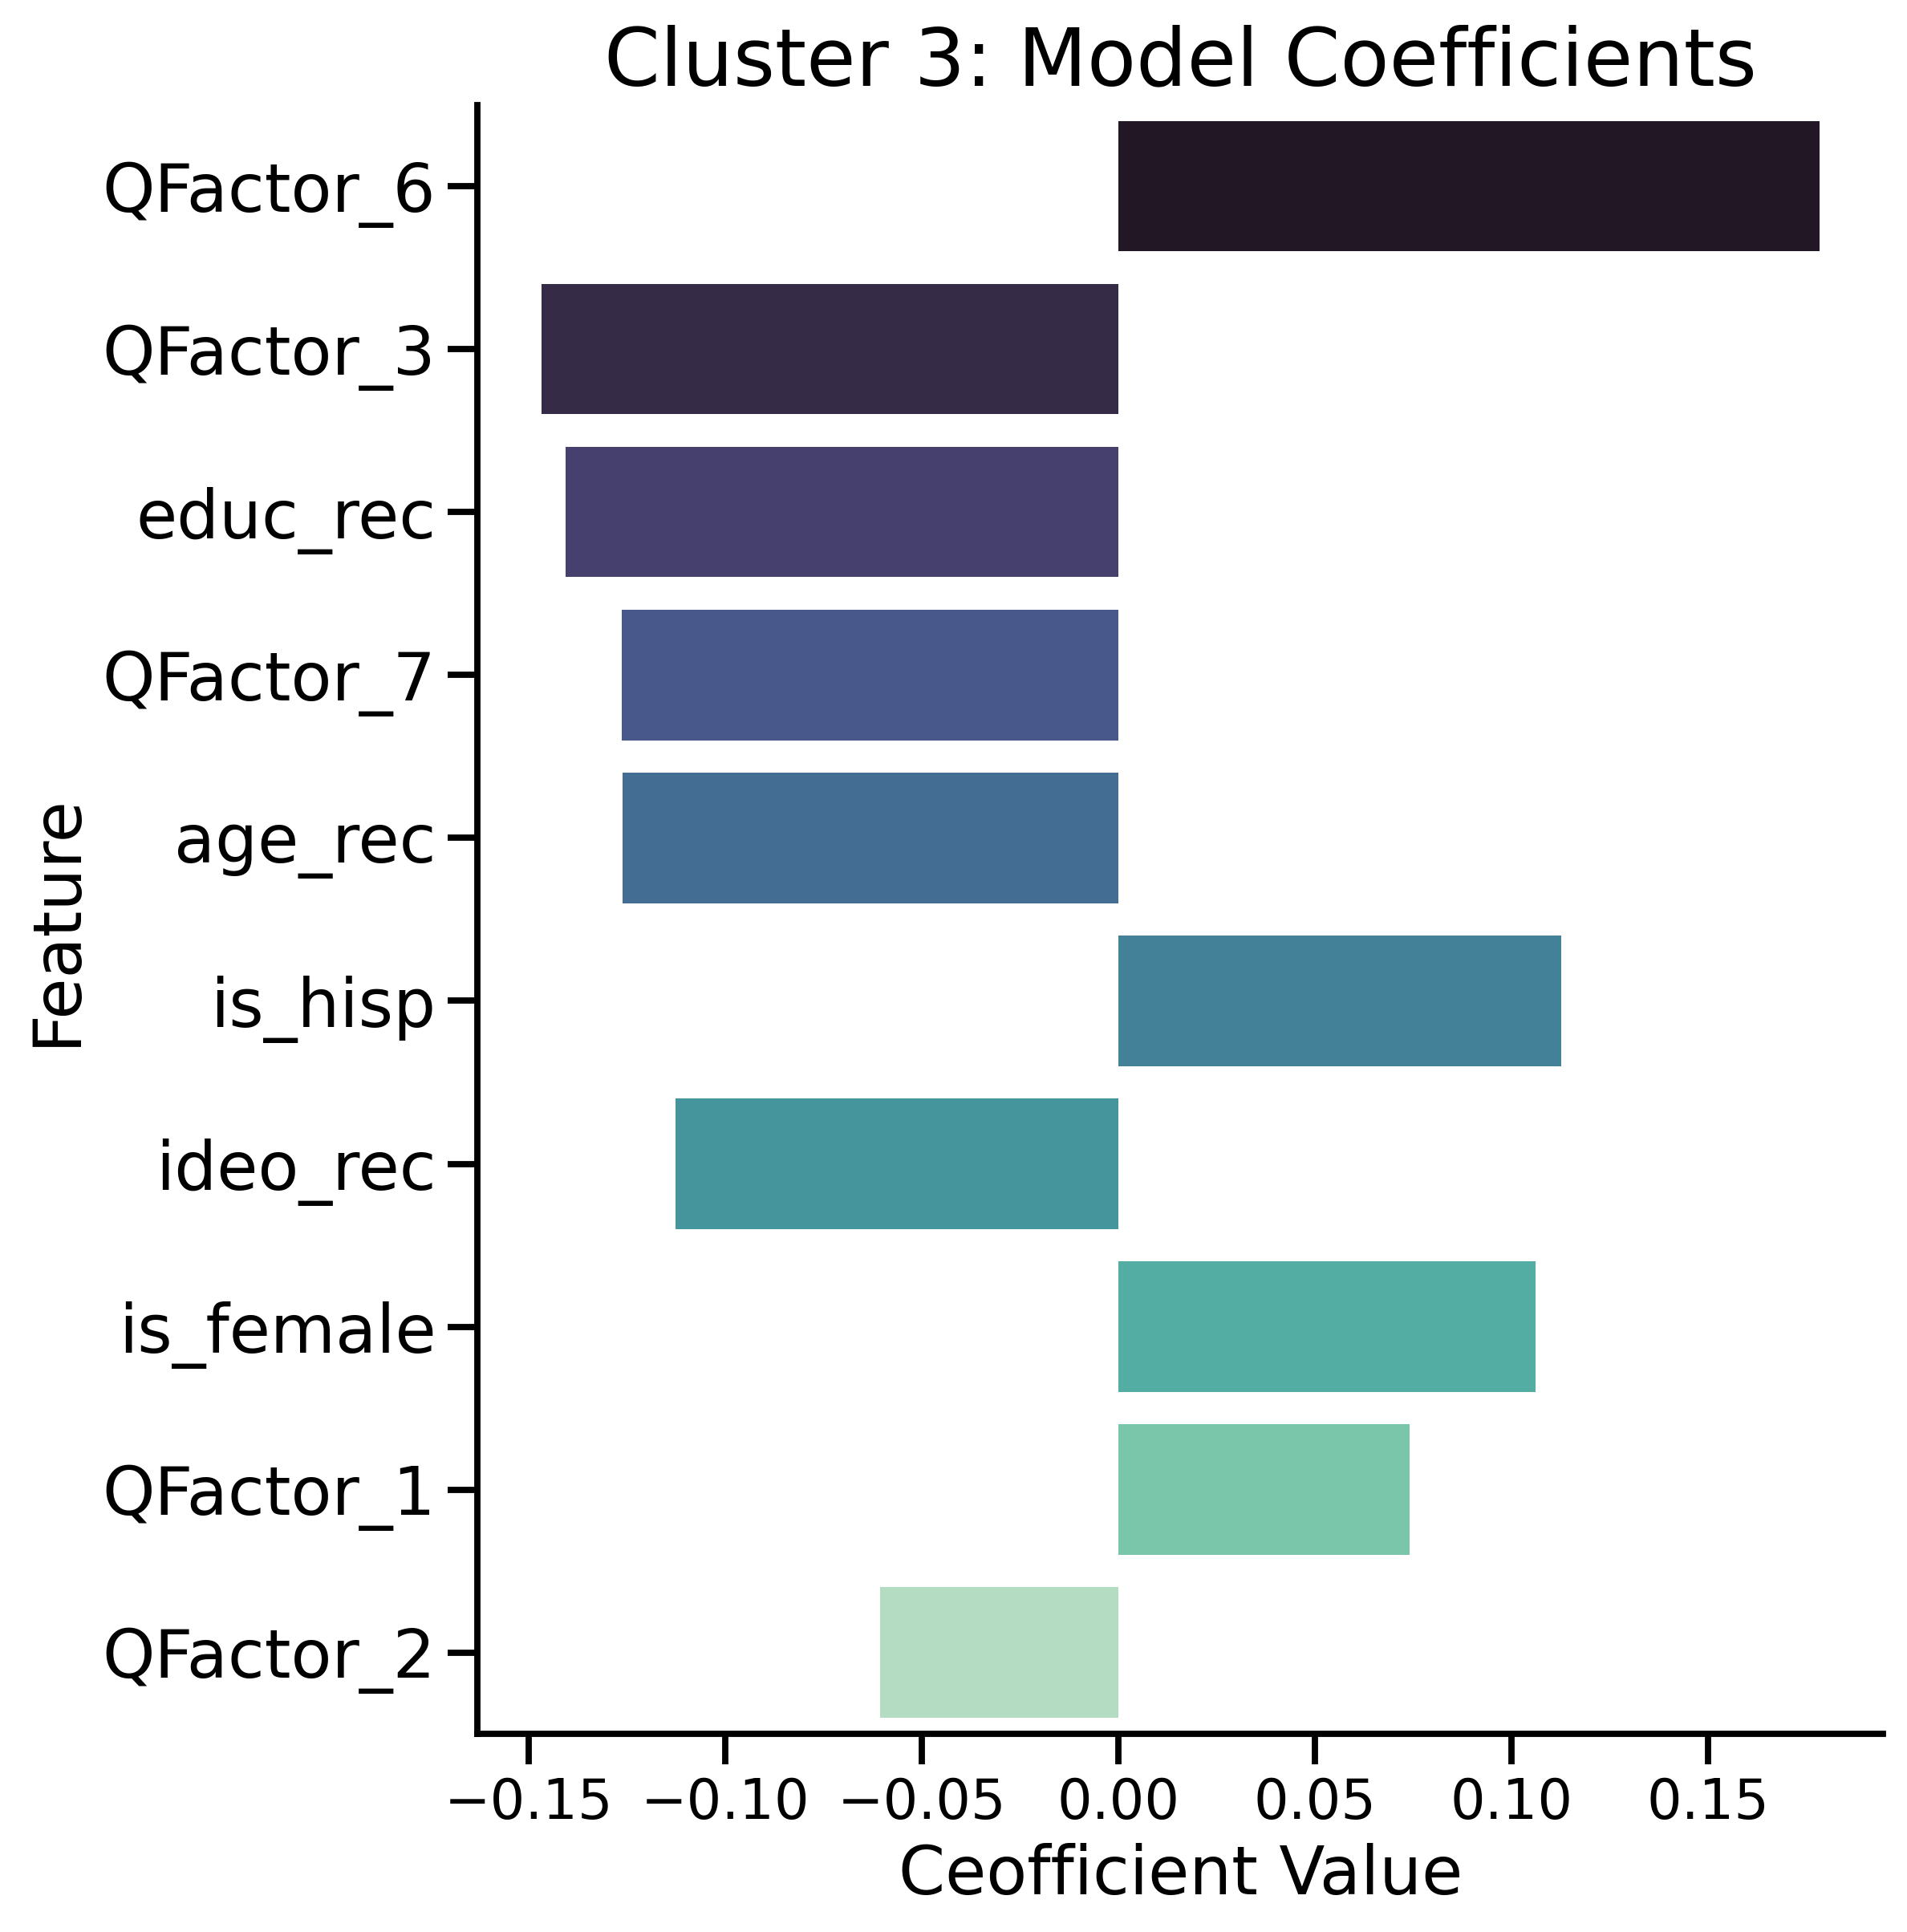 Cluster 3: Model Coefficients
QFactor_6
QFactor_3
educ_rec
QFactor_7
age_rec
is_hisp
ideo_rec
is_female
QFactor_1
QFactor_2
Feature
−0.15 −0.10 −0.05 0.00 0.05 0.10 0.15
Ceofficient Value